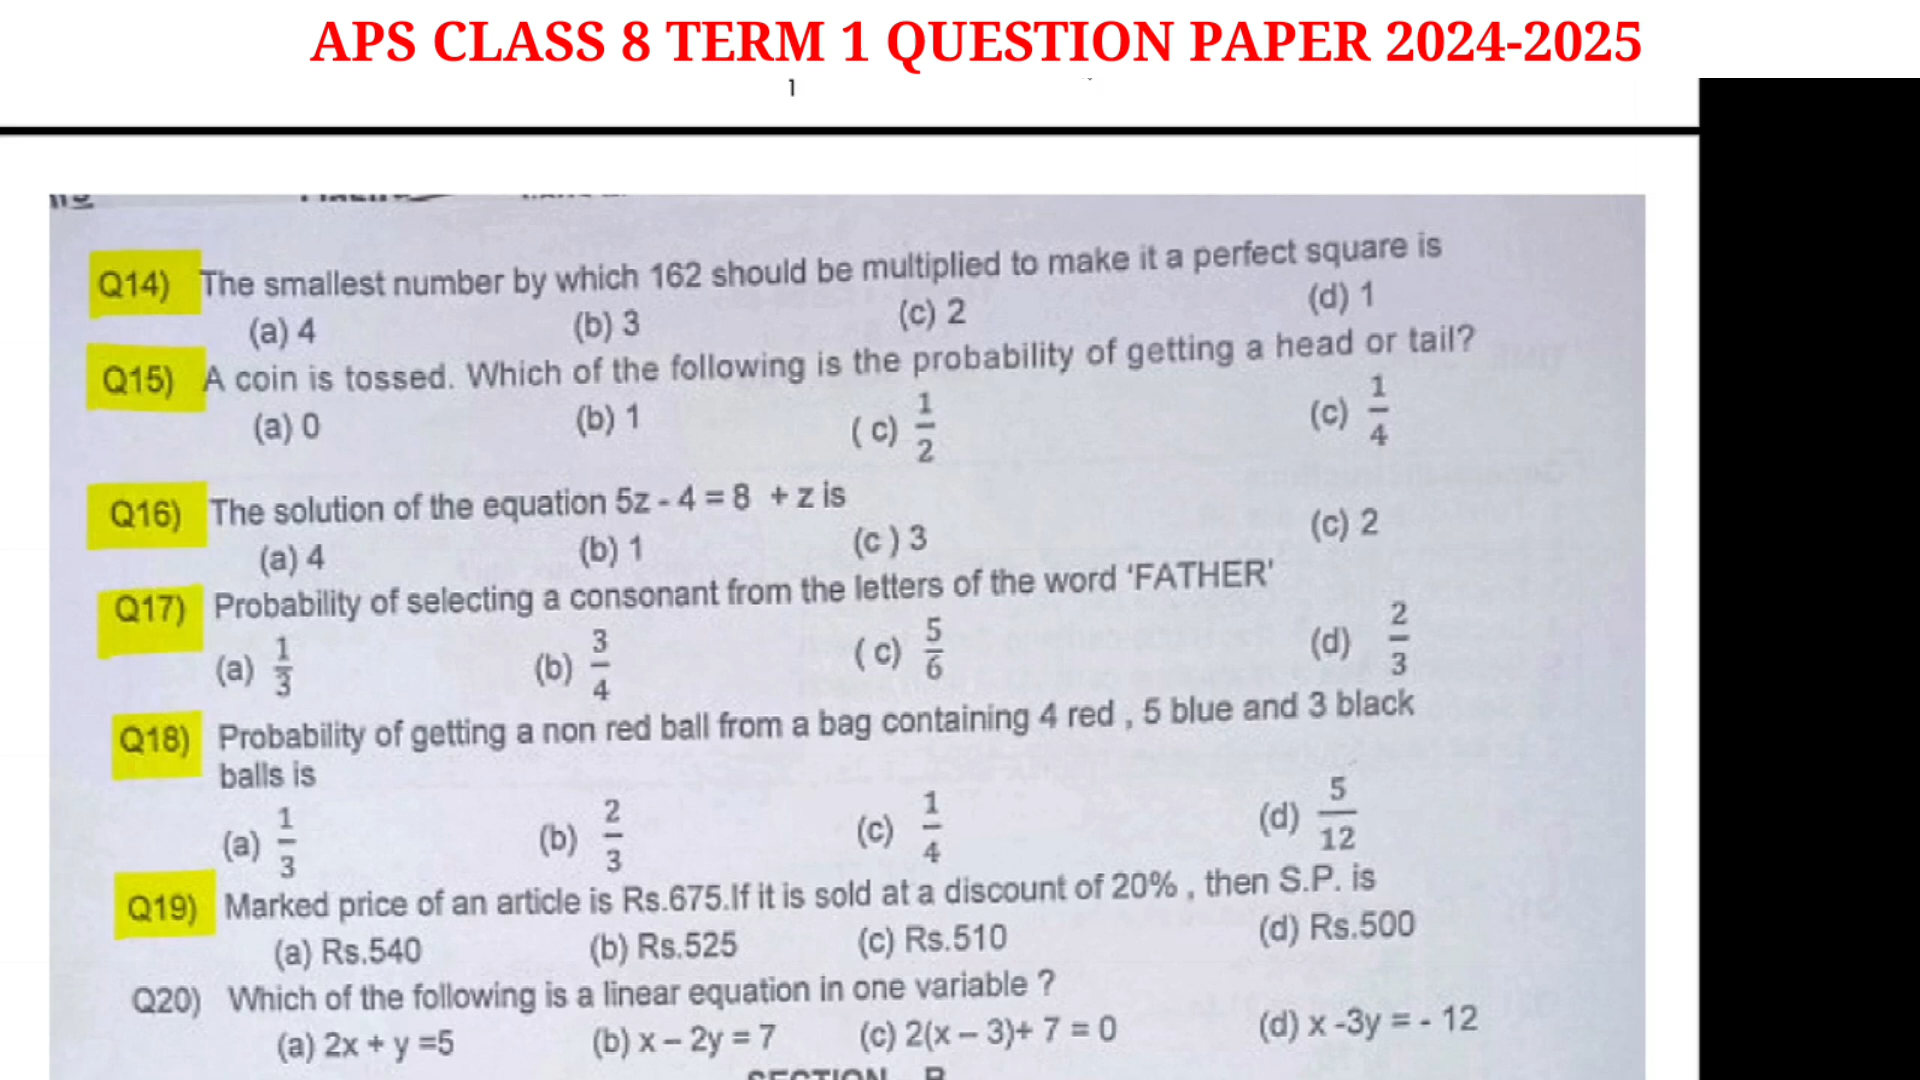 APS CLASS 8 TERM 1 QUESTION PAPER 2024-2025
1
Q14) The smallest number by which 162 should be multiplied to make it a perfect square is
(a) 4 (b) 3 (c) 2 (d) 1
Q15) A coin is tossed. Which of the following is the probability of getting a head or tail?
(a) 0 (b) 1 ( c) 1/2 (c) 1/4
Q16) The solution of the equation 5z - 4 = 8 + z is
(a) 4 (b) 1 (c ) 3 (c) 2
Q17) Probability of selecting a consonant from the letters of the word 'FATHER'
(a) 1/3 (b) 3/4 ( c) 5/6 (d) 2/3
Q18) Probability of getting a non red ball from a bag containing 4 red , 5 blue and 3 black
balls is
(a) 1/3 (b) 2/3 (c) 1/4 (d) 5/12
Q19) Marked price of an article is Rs.675.If it is sold at a discount of 20% , then S.P. is
(a) Rs.540 (b) Rs.525 (c) Rs.510 (d) Rs.500
Q20) Which of the following is a linear equation in one variable ?
(a) 2x + y =5 (b) x – 2y = 7 (c) 2(x – 3)+ 7 = 0 (d) x -3y = - 12
SECTION B